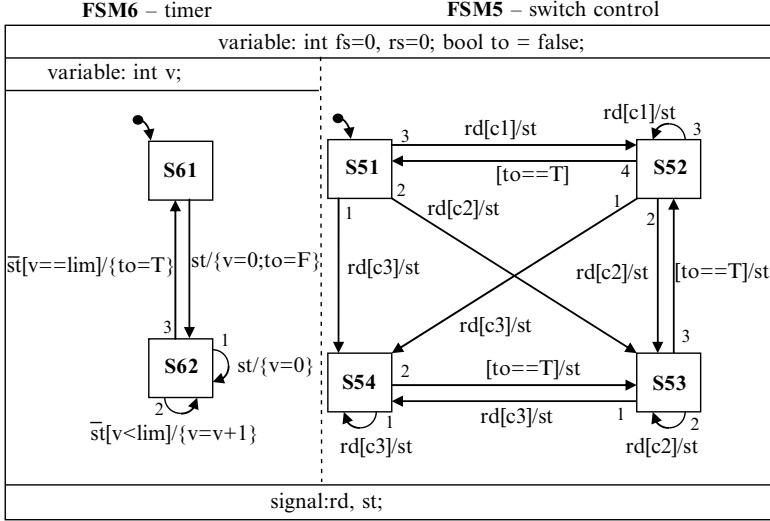 FSM6 – timer
FSM5 – switch control
variable: int fs=0, rs=0; bool to = false;
variable: int v;
S61
st̅[v==lim]/{to=T}
st/{v=0;to=F}
3
S62
1
st/{v=0}
2
st̅[v<lim]/{v=v+1}
S51
3
rd[c1]/st
[to==T]
4
2
1
rd[c2]/st
rd[c1]/st
3
S52
1
2
rd[c3]/st
rd[c2]/st
[to==T]/st
rd[c3]/st
S54
2
[to==T]/st
rd[c3]/st
1
1
rd[c3]/st
3
S53
2
rd[c2]/st
signal:rd, st;